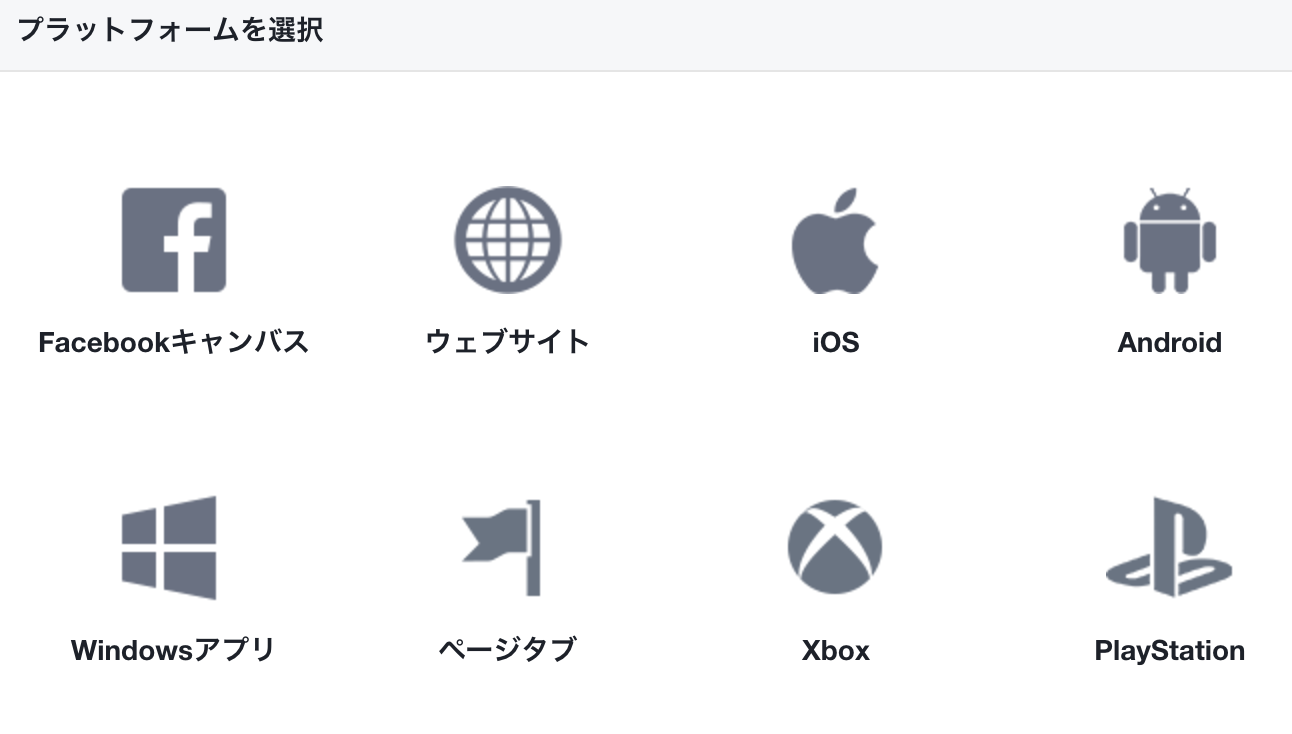 プラットフォームを選択
Facebookキャンバス
ウェブサイト
iOS
Android
Windowsアプリ
ページタブ
Xbox
PlayStation